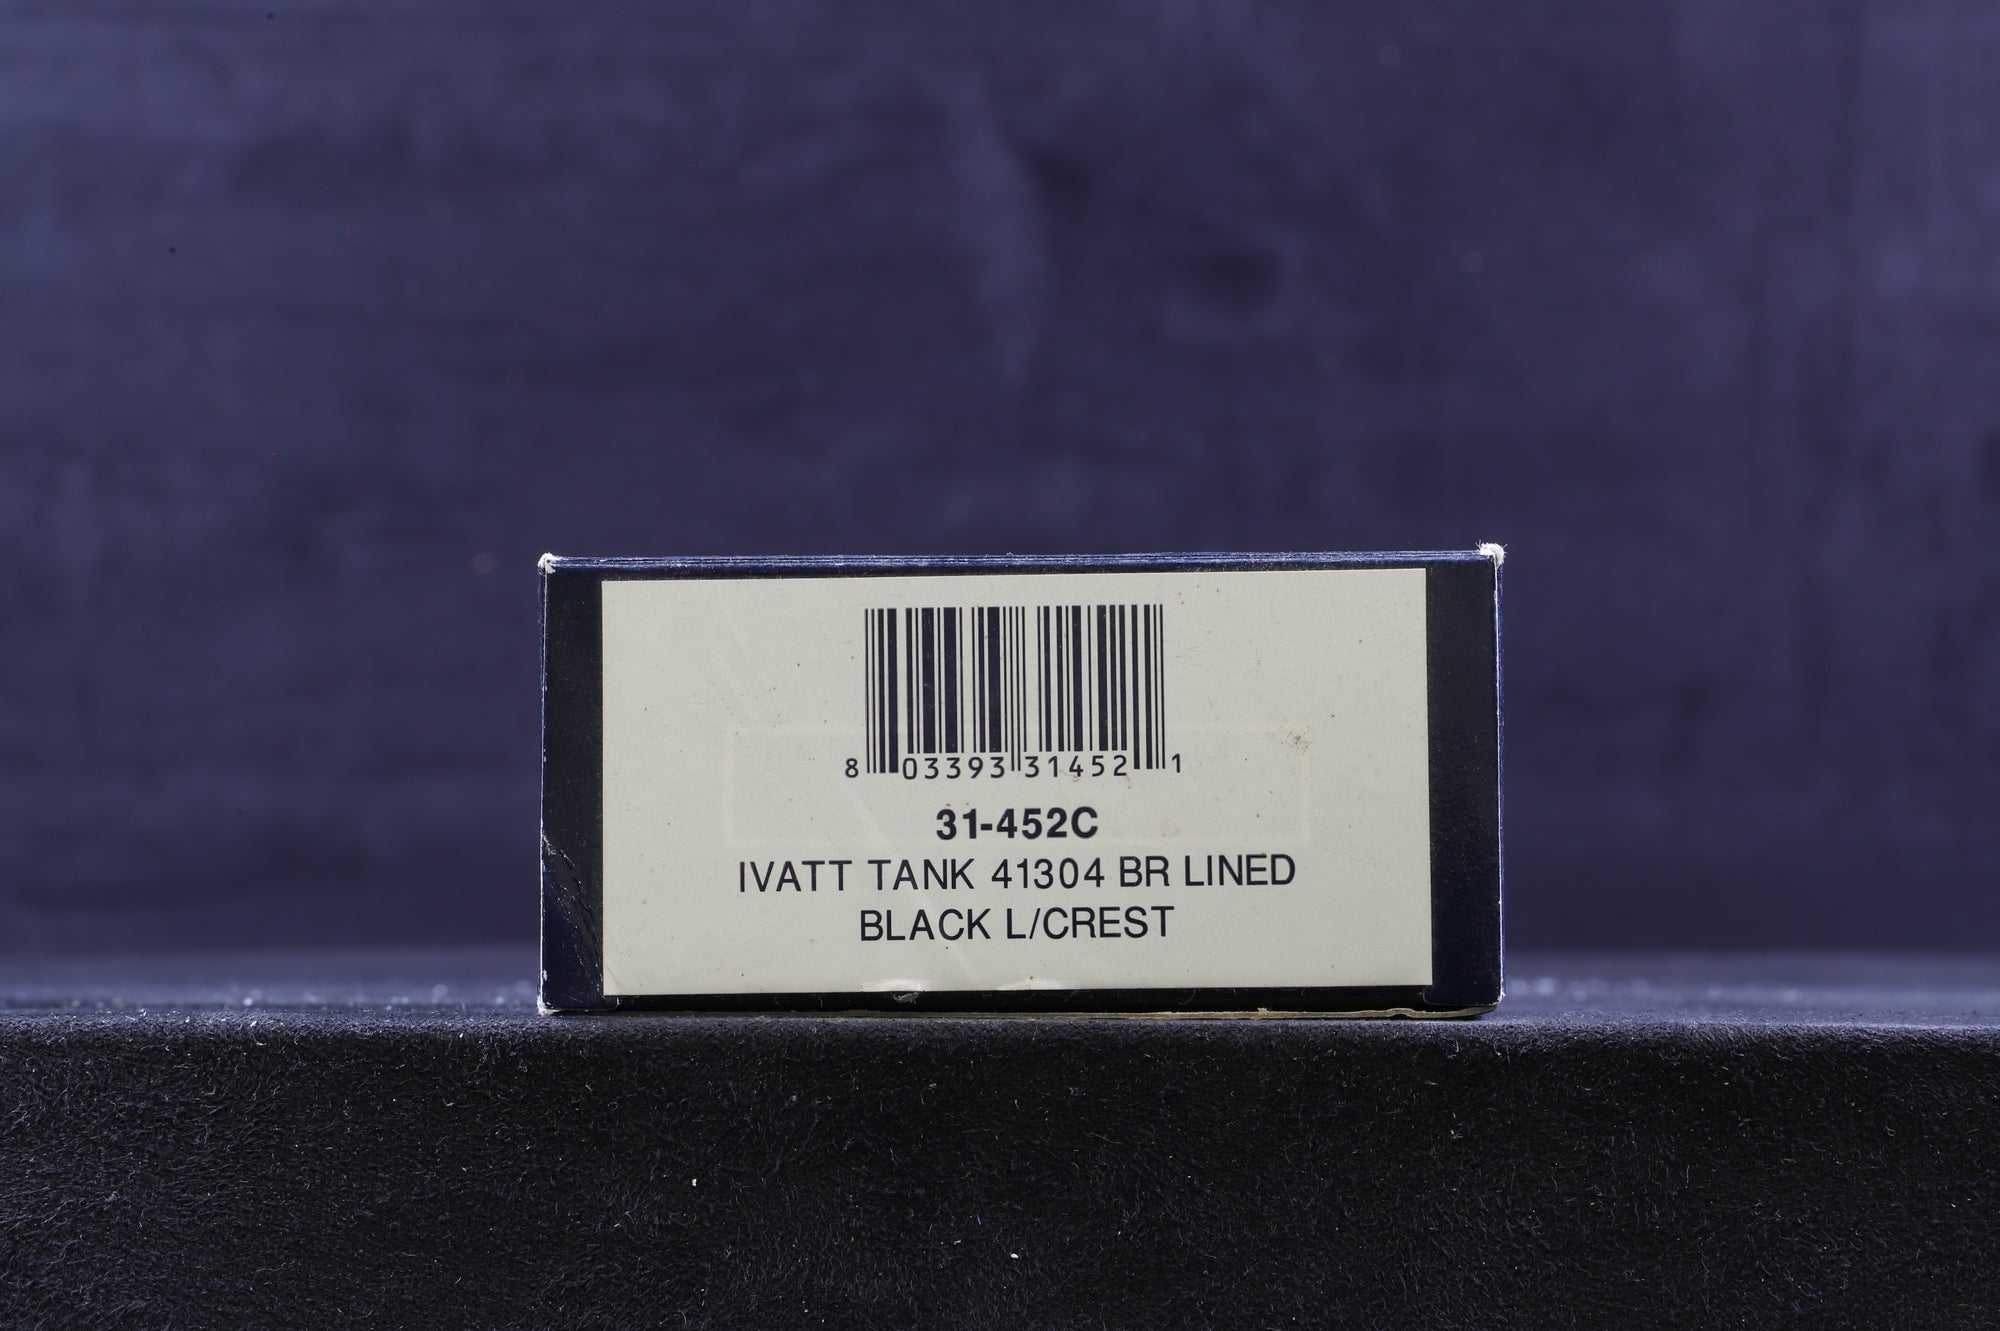 8 03393 31452 1
31-452C
IVATT TANK 41304 BR LINED
BLACK L/CREST